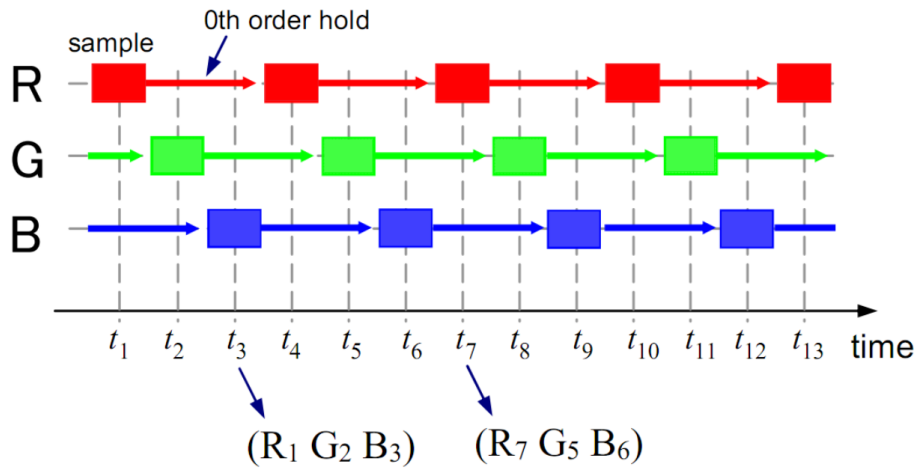 0th order hold
sample
R
G
B
t₁ t₂ t₃ t₄ t₅ t₆ t₇ t₈ t₉ t₁₀ t₁₁ t₁₂ t₁₃ time
(R₁ G₂ B₃) (R₇ G₅ B₆)